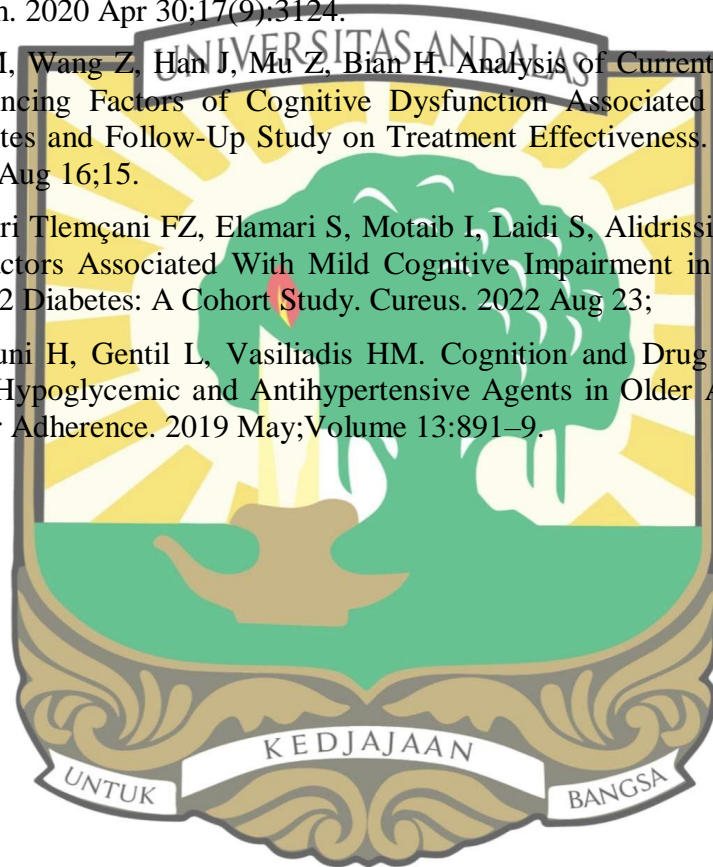 n. 2020 Apr 30;17(9):3124.
UNIVERSITAS ANDALAS
M, Wang Z, Han J, Mu Z, Bian H. Analysis of Current
ncing Factors of Cognitive Dysfunction Associated
tes and Follow-Up Study on Treatment Effectiveness.
Aug 16;15.
ri Tlemçani FZ, Elamari S, Motaib I, Laidi S, Alidrissi
actors Associated With Mild Cognitive Impairment in
2 Diabetes: A Cohort Study. Cureus. 2022 Aug 23;
uni H, Gentil L, Vasiliadis HM. Cognition and Drug
Hypoglycemic and Antihypertensive Agents in Older A
r Adherence. 2019 May;Volume 13:891–9.
KEDJAJAAN
UNTUK
BANGSA